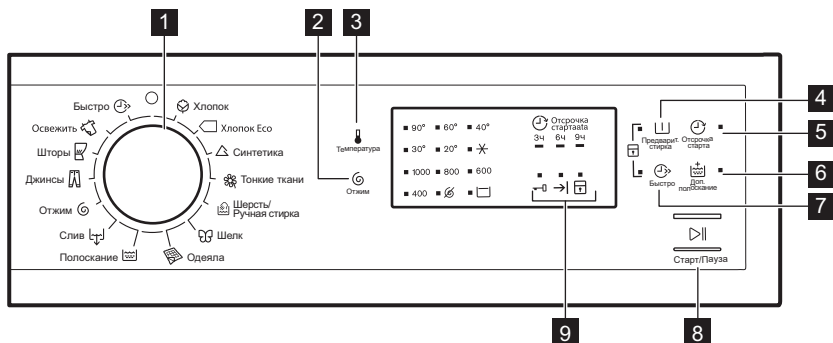 1
2
3
4
5
6
7
8
9
Быстро
Освежить
Шторы
Джинсы
Отжим
Слив
Полоскание
Хлопок
Хлопок Eco
Синтетика
Тонкие ткани
Шерсть/
Ручная стирка
Шелк
Одеяла
Температура
Отжим
90° 60° 40°
30° 20°
1000 800 600
400
Отсрочка
стартаata
3ч 6ч 9ч
Предварит.
стирка
Отсрочка
старта
Быстро
Доп.
полоскание
Старт/Пауза